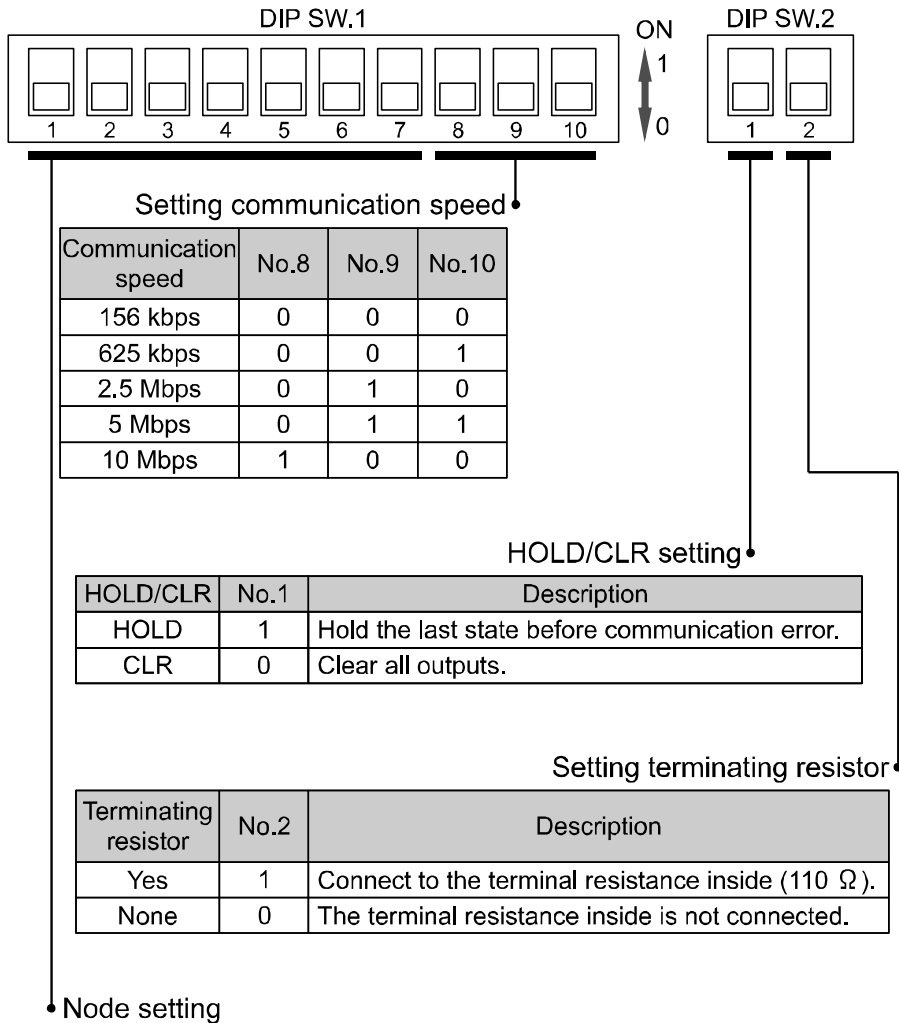 DIP SW.1
DIP SW.2
ON
1
0
1 2 3 4 5 6 7 8 9 10
1 2
Setting communication speed
Communication speed No.8 No.9 No.10
156 kbps 0 0 0
625 kbps 0 0 1
2.5 Mbps 0 1 0
5 Mbps 0 1 1
10 Mbps 1 0 0
HOLD/CLR setting
HOLD/CLR No.1 Description
HOLD 1 Hold the last state before communication error.
CLR 0 Clear all outputs.
Setting terminating resistor
Terminating resistor No.2 Description
Yes 1 Connect to the terminal resistance inside (110 Ω).
None 0 The terminal resistance inside is not connected.
Node setting